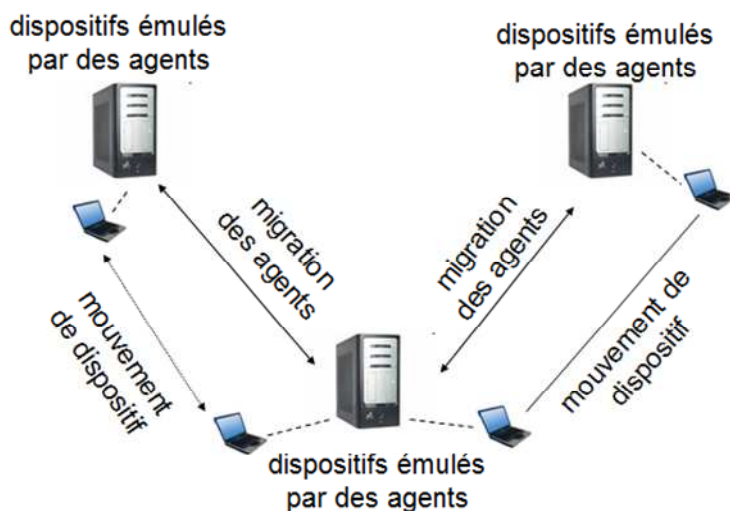 dispositifs émulés
par des agents
dispositifs émulés
par des agents
migration
des agents
migration
des agents
mouvement
de dispositif
mouvement de
dispositif
dispositifs émulés
par des agents